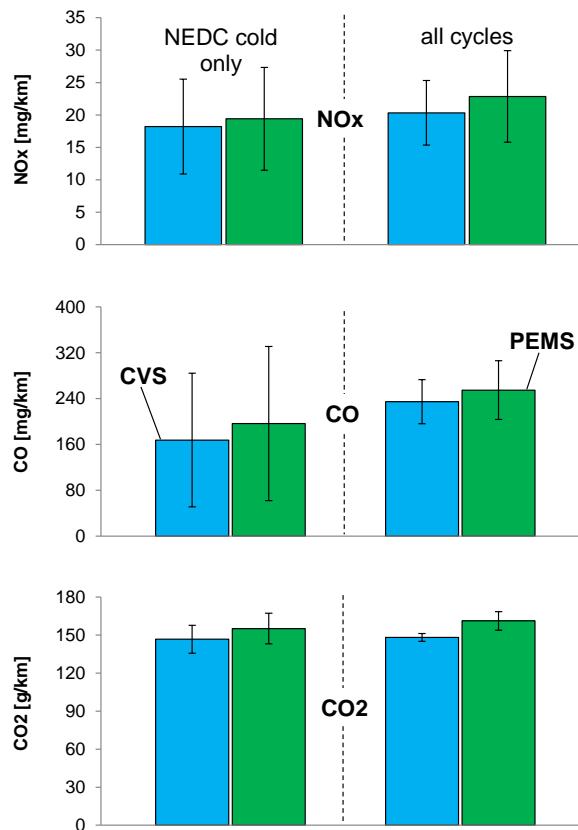 35
30
25
20
15
10
5
0
NOx [mg/km]
NEDC cold
only
all cycles
NOx
400
320
240
160
80
0
CO [mg/km]
CVS
CO
PEMS
180
150
120
90
60
30
0
CO2 [g/km]
CO2